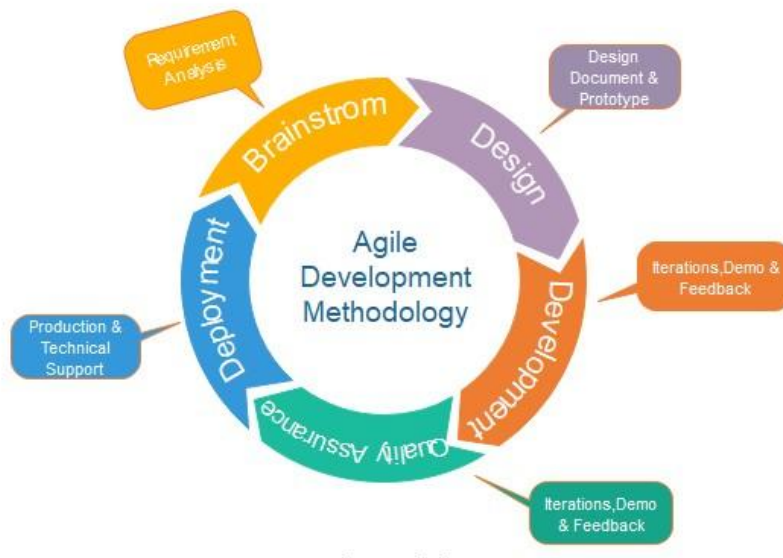 Requirement
Analysis
Brainstrom
Design
Document &
Prototype
Design
Agile
Development
Methodology
Iterations,Demo &
Feedback
Development
Deployment
Production &
Technical
Support
Quality Assurance
Iterations,Demo
& Feedback